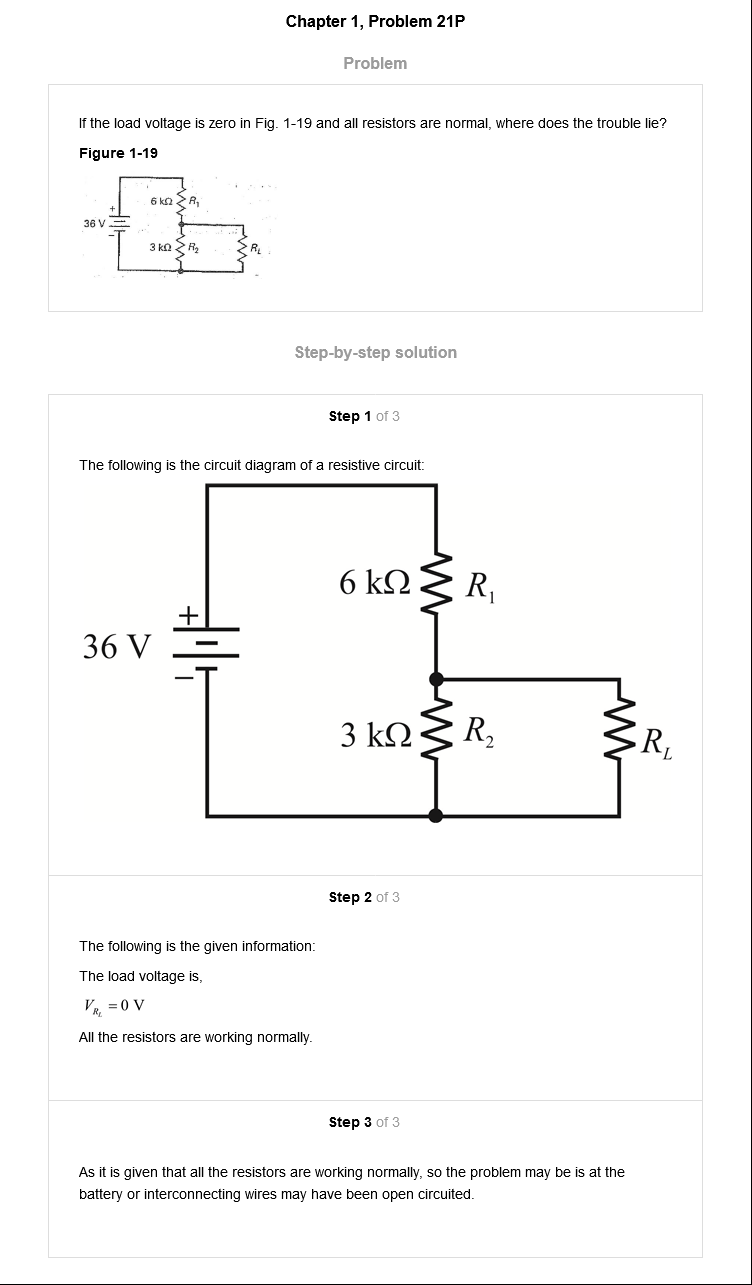 Chapter 1, Problem 21P
Problem
If the load voltage is zero in Fig. 1-19 and all resistors are normal, where does the trouble lie?
Figure 1-19
6 kΩ R₁
+
36 V
−
3 kΩ R₂
R_L
Step-by-step solution
Step 1 of 3
The following is the circuit diagram of a resistive circuit:
6 kΩ R₁
+
36 V
−
3 kΩ R₂
R_L
Step 2 of 3
The following is the given information:
The load voltage is,
V_{R_L} = 0 V
All the resistors are working normally.
Step 3 of 3
As it is given that all the resistors are working normally, so the problem may be is at the
battery or interconnecting wires may have been open circuited.